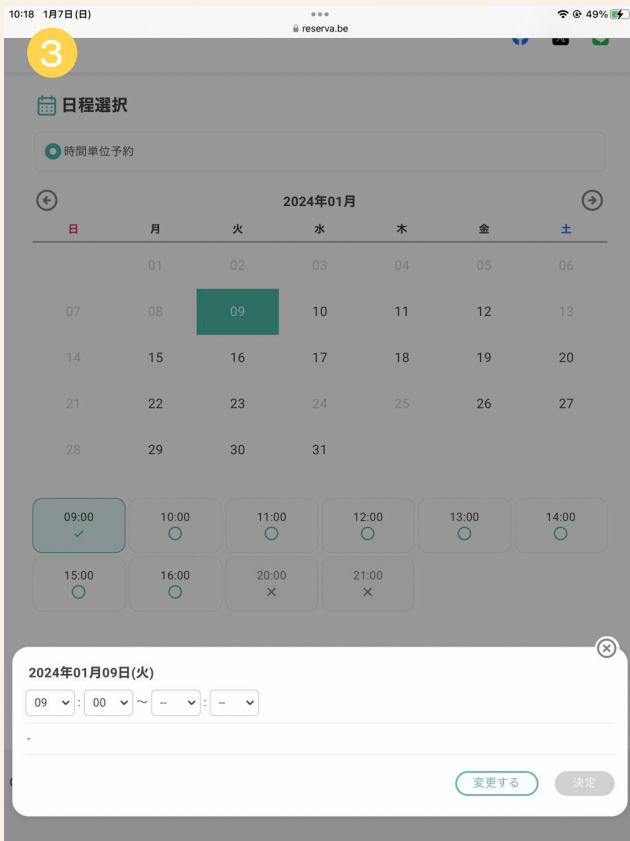 10:18 1月7日(日)
49%
reserva.be
3
日程選択
時間単位予約
2024年01月
日 月 火 水 木 金 土
01 02 03 04 05 06
07 08 09 10 11 12 13
14 15 16 17 18 19 20
21 22 23 24 25 26 27
28 29 30 31
09:00 10:00 11:00 12:00 13:00 14:00
15:00 16:00 20:00 21:00
2024年01月09日(火)
09 : 00 ～ -- : --
-
変更する 決定